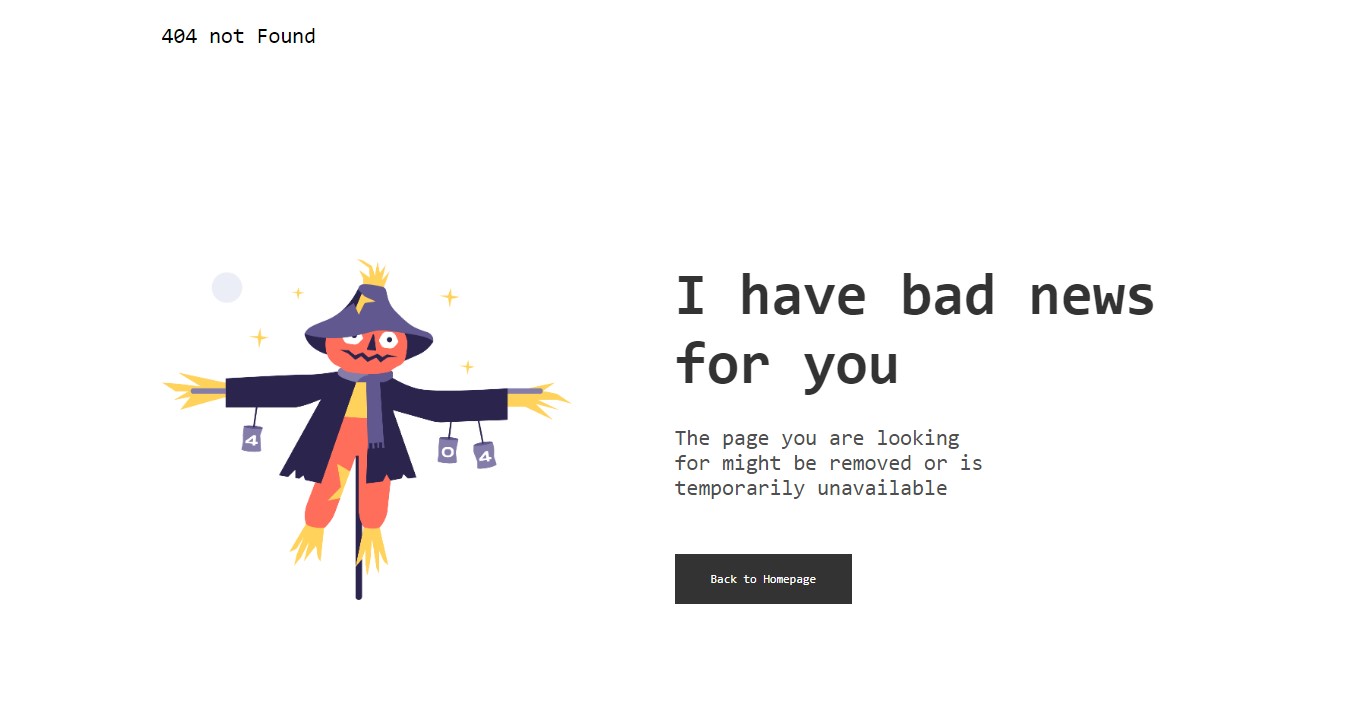 404 not Found
I have bad news
for you
4
0
4
The page you are looking
for might be removed or is
temporarily unavailable
Back to Homepage